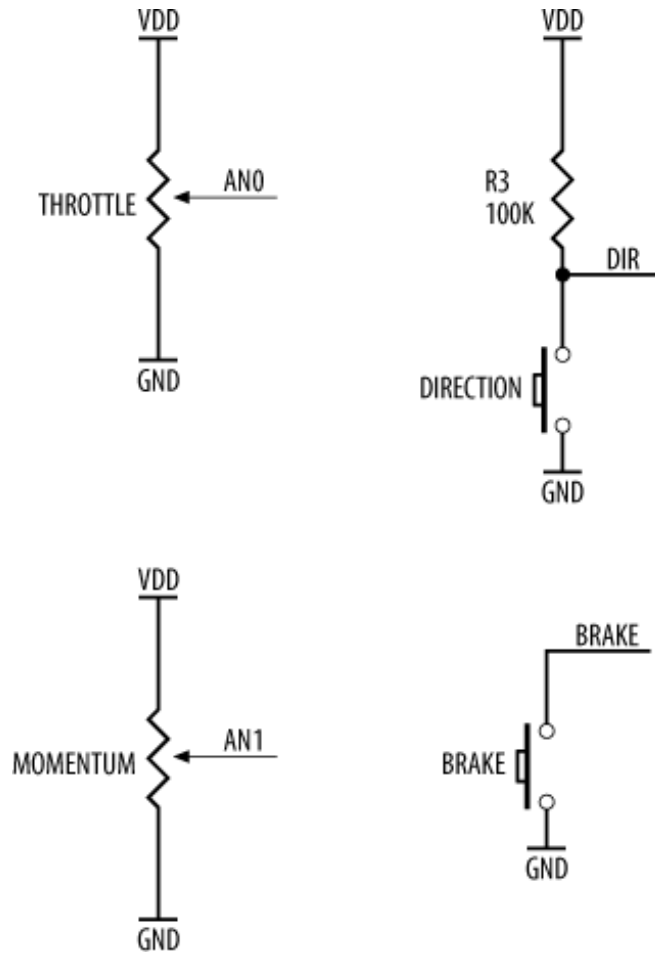 VDD
THROTTLE
AN0
GND
VDD
R3
100K
DIR
DIRECTION
GND
VDD
MOMENTUM
AN1
GND
BRAKE
BRAKE
GND